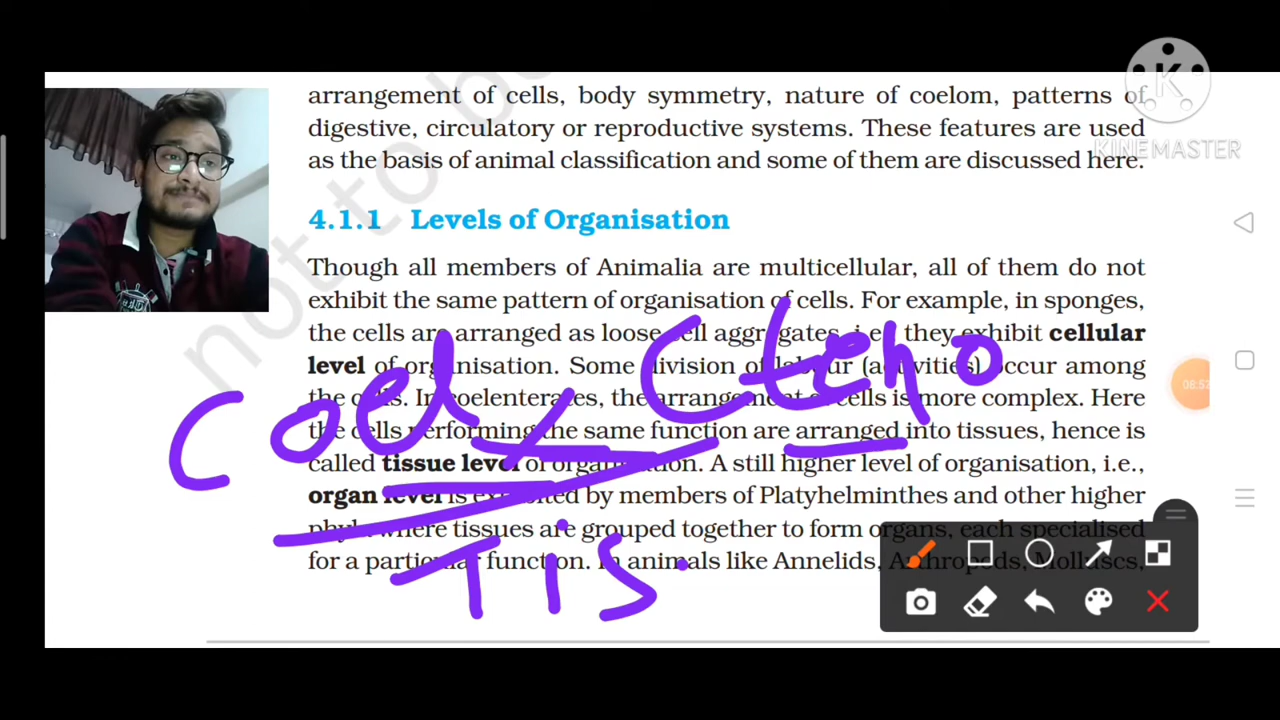 arrangement of cells, body symmetry, nature of coelom, patterns of
digestive, circulatory or reproductive systems. These features are used
as the basis of animal classification and some of them are discussed here.
KINEMASTER
4.1.1 Levels of Organisation
Though all members of Animalia are multicellular, all of them do not
exhibit the same pattern of organisation of cells. For example, in sponges,
the cells are arranged as loose cell aggregates, i.e., they exhibit cellular
level of organisation. Some division of labour (activities) occur among
the cells. In coelenterates, the arrangement of cells is more complex. Here
the cells performing the same function are arranged into tissues, hence is
called tissue level of organisation. A still higher level of organisation, i.e.,
organ level is exhibited by members of Platyhelminthes and other higher
phyla where tissues are grouped together to form organs, each specialised
for a particular function. In animals like Annelids, Arthropods, Molluscs,
Coel, Cteno
Tis.
not to be